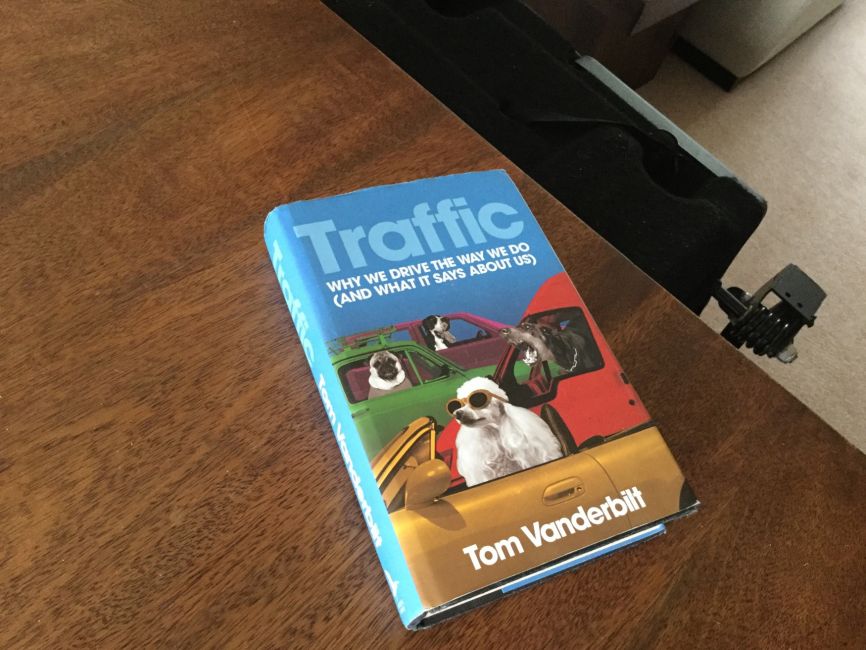 Traffic
WHY WE DRIVE THE WAY WE DO
(AND WHAT IT SAYS ABOUT US)
Tom Vanderbilt
Traffic
Tom Vanderbilt